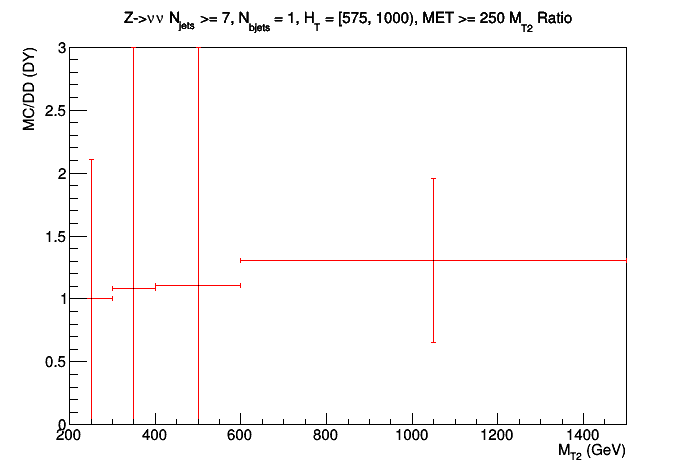 Z->νν N_jets >= 7, N_bjets = 1, H_T = [575, 1000), MET >= 250 M_T2 Ratio
MC/DD (DY)
3
2.5
2
1.5
1
0.5
0
200 400 600 800 1000 1200 1400
M_T2 (GeV)